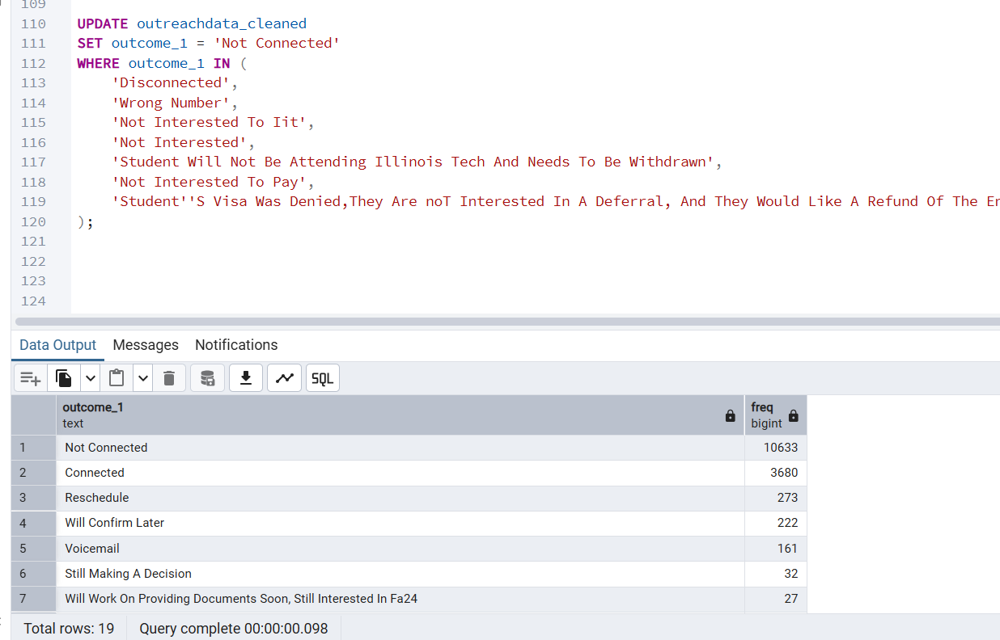 109
110 UPDATE outreachdata_cleaned
111 SET outcome_1 = 'Not Connected'
112 WHERE outcome_1 IN (
113 'Disconnected',
114 'Wrong Number',
115 'Not Interested To Iit',
116 'Not Interested',
117 'Student Will Not Be Attending Illinois Tech And Needs To Be Withdrawn',
118 'Not Interested To Pay',
119 'Student''S Visa Was Denied,They Are noT Interested In A Deferral, And They Would Like A Refund Of The
120 );
121
122
123
124
Data Output Messages Notifications
SQL
outcome_1 freq
text bigint
1 Not Connected 10633
2 Connected 3680
3 Reschedule 273
4 Will Confirm Later 222
5 Voicemail 161
6 Still Making A Decision 32
7 Will Work On Providing Documents Soon, Still Interested In Fa24 27
Total rows: 19 Query complete 00:00:00.098